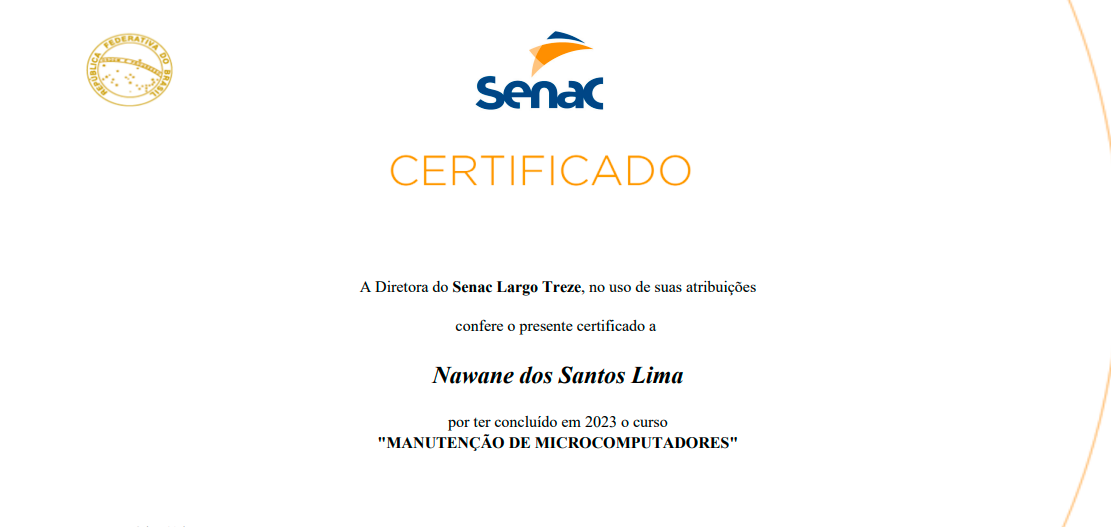 REPÚBLICA FEDERATIVA DO BRASIL
Senac
CERTIFICADO
A Diretora do Senac Largo Treze, no uso de suas atribuições
confere o presente certificado a
Nawane dos Santos Lima
por ter concluído em 2023 o curso
"MANUTENÇÃO DE MICROCOMPUTADORES"